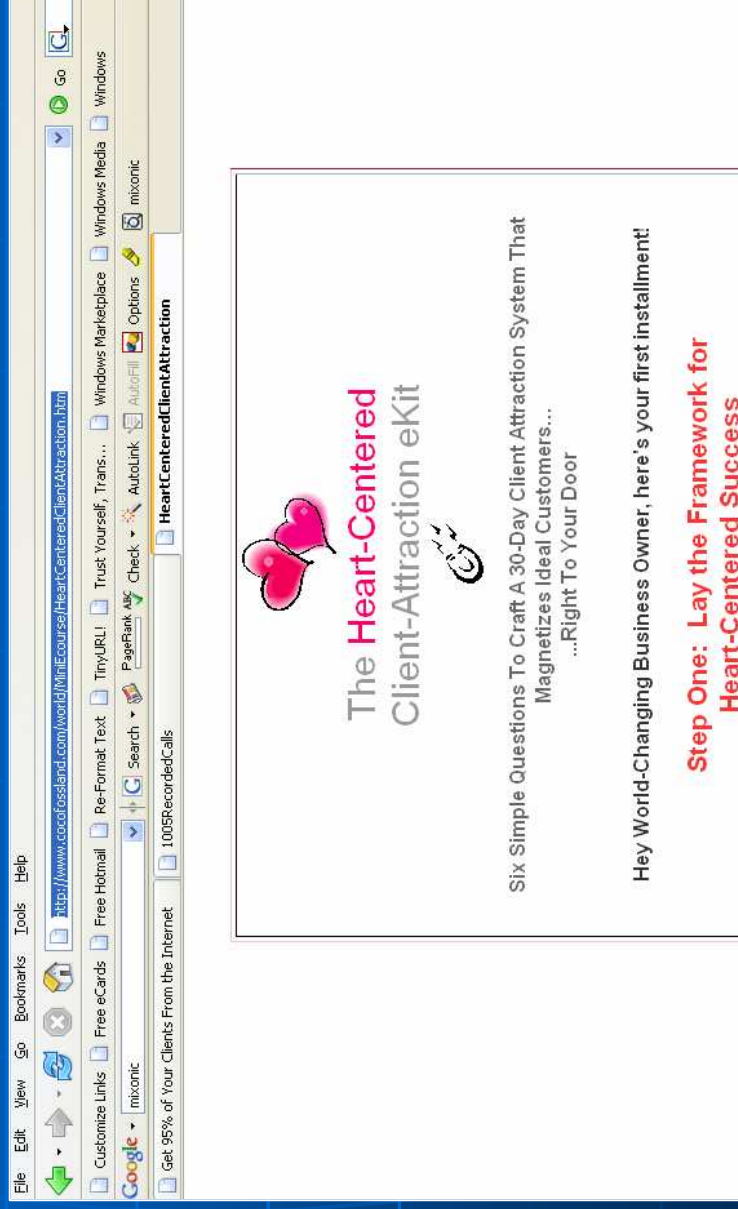 File Edit View Go Bookmarks Tools Help
http://www.cocofossland.com/world/MiniEcourse/HeartCenteredClientAttraction.htm Go G
Customize Links Free eCards Free Hotmail Re-Format Text TinyURL! Trust Yourself, Trans... Windows Marketplace Windows Media Windows
Google mixonic G Search PageRank ABC Check AutoLink AutoFill Options mixonic
Get 95% of Your Clients From the Internet 1005RecordedCalls HeartCenteredClientAttraction
The Heart-Centered
Client-Attraction eKit
Six Simple Questions To Craft A 30-Day Client Attraction System That
Magnetizes Ideal Customers...
...Right To Your Door
Hey World-Changing Business Owner, here's your first installment!
Step One: Lay the Framework for
Heart-Centered Success